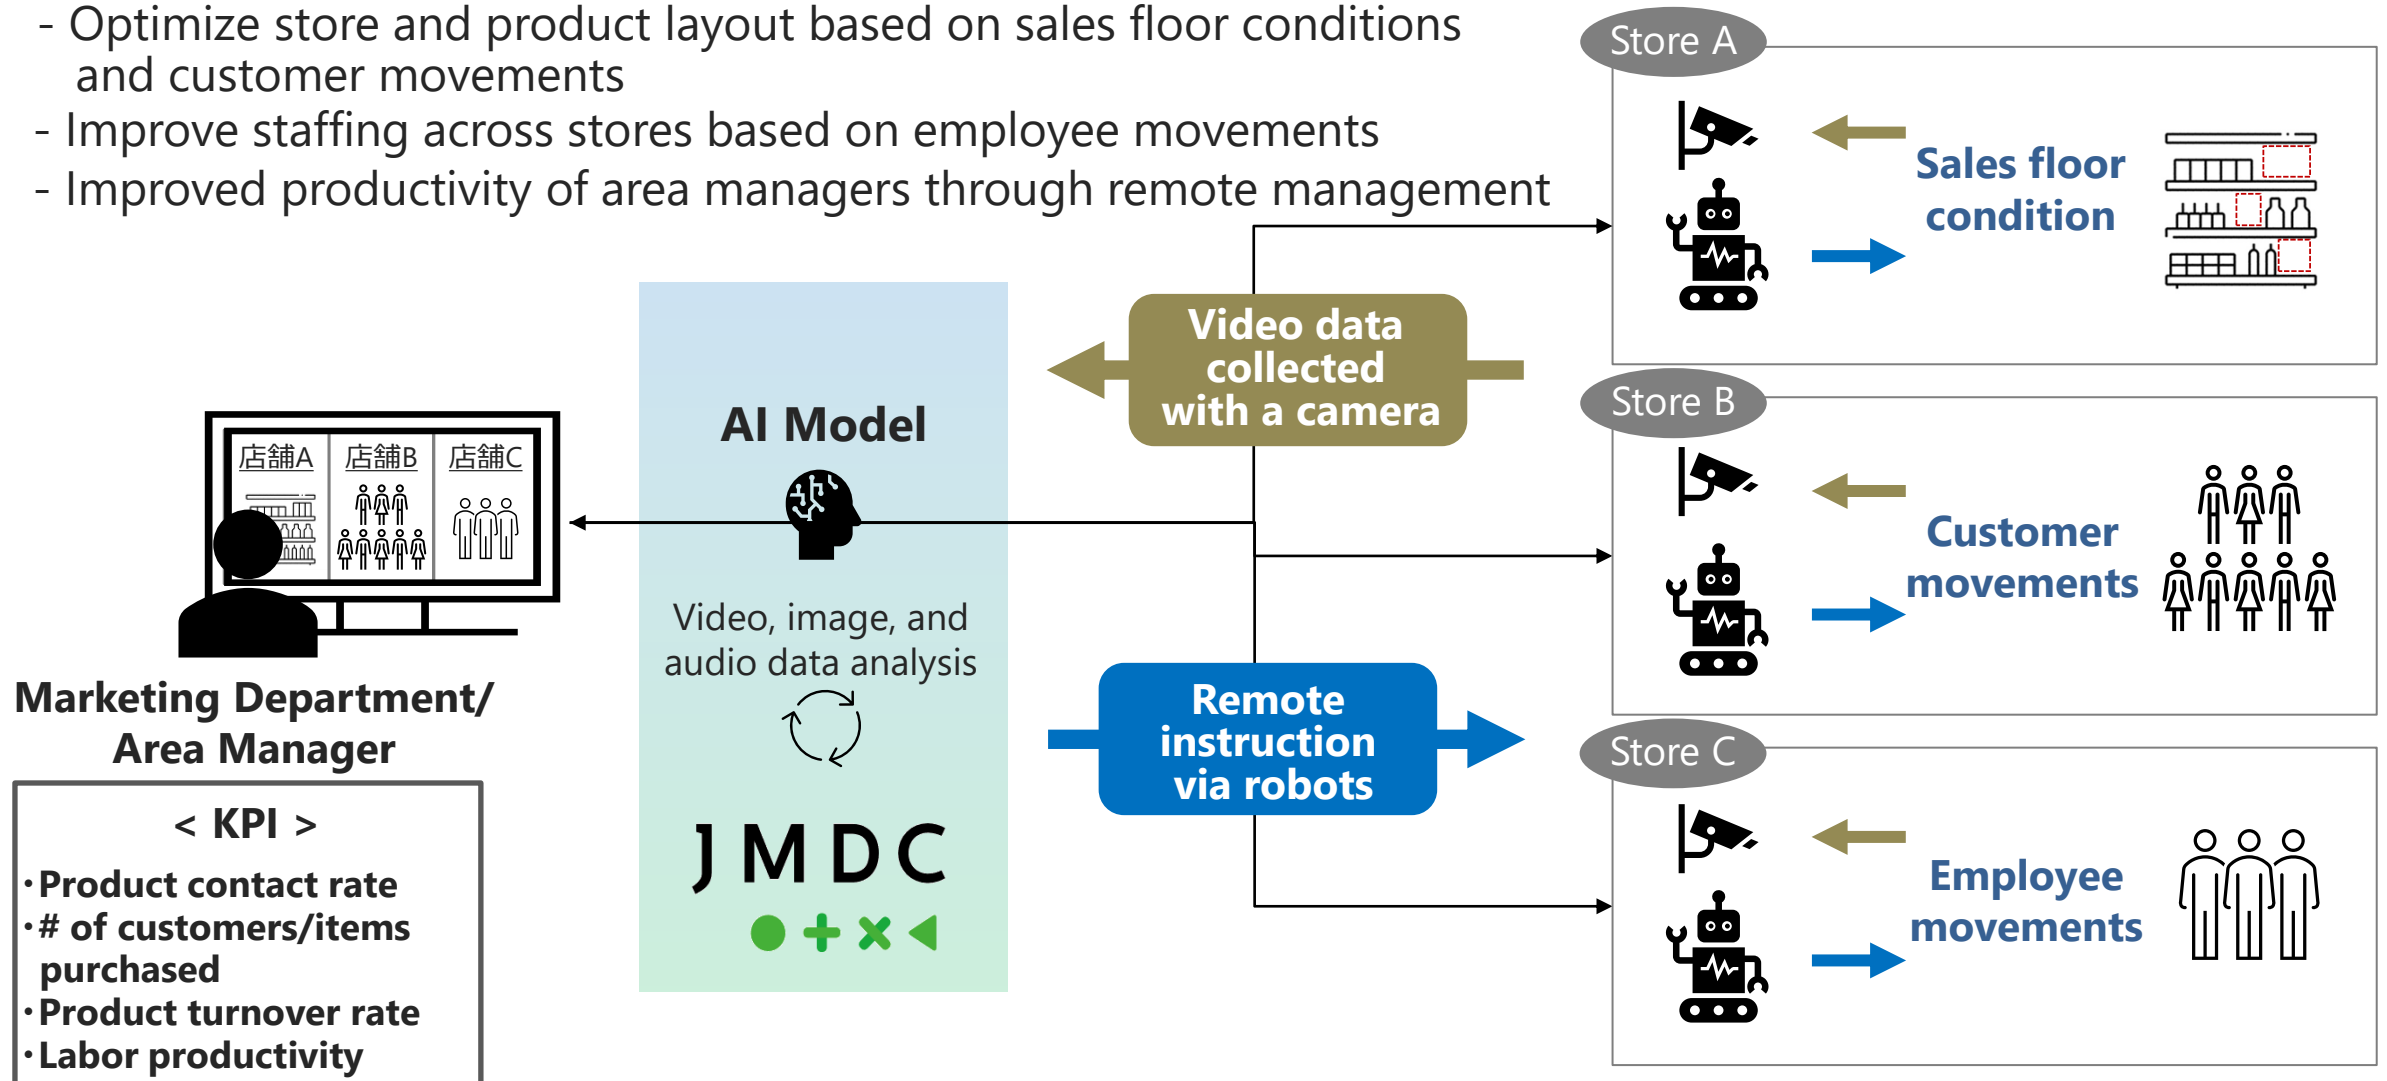 - Optimize store and product layout based on sales floor conditions
and customer movements
- Improve staffing across stores based on employee movements
- Improved productivity of area managers through remote management
店舗A
店舗B
店舗C
Marketing Department/
Area Manager
< KPI >
・Product contact rate
・# of customers/items
purchased
・Product turnover rate
・Labor productivity
AI Model
Video, image, and
audio data analysis
JMDC
Video data
collected
with a camera
Remote
instruction
via robots
Store A
Sales floor
condition
Store B
Customer
movements
Store C
Employee
movements